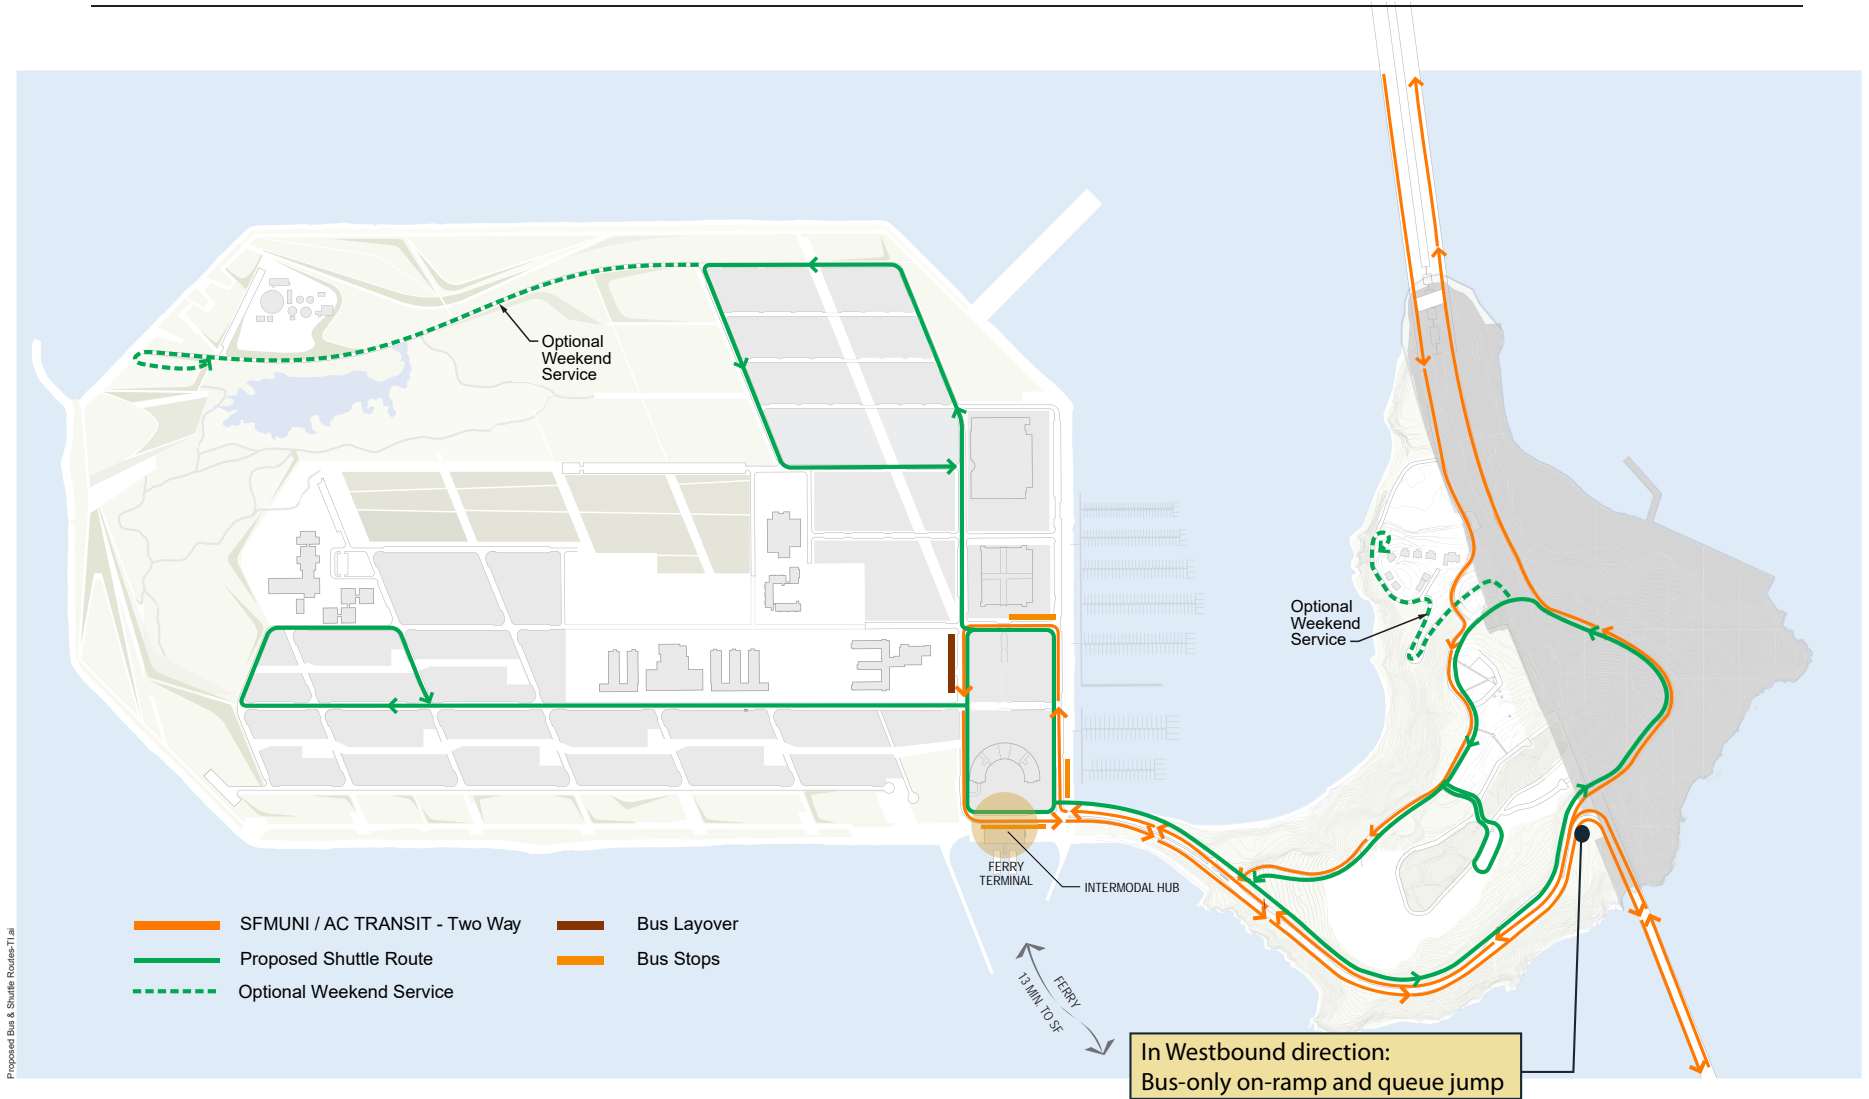 Optional
Weekend
Service
Optional
Weekend
Service
FERRY
TERMINAL
INTERMODAL HUB
SFMUNI / AC TRANSIT - Two Way
Proposed Shuttle Route
Optional Weekend Service
Bus Layover
Bus Stops
FERRY
13 MIN. TO SF
In Westbound direction:
Bus-only on-ramp and queue jump
Proposed Bus & Shuttle Routes-TI.ai